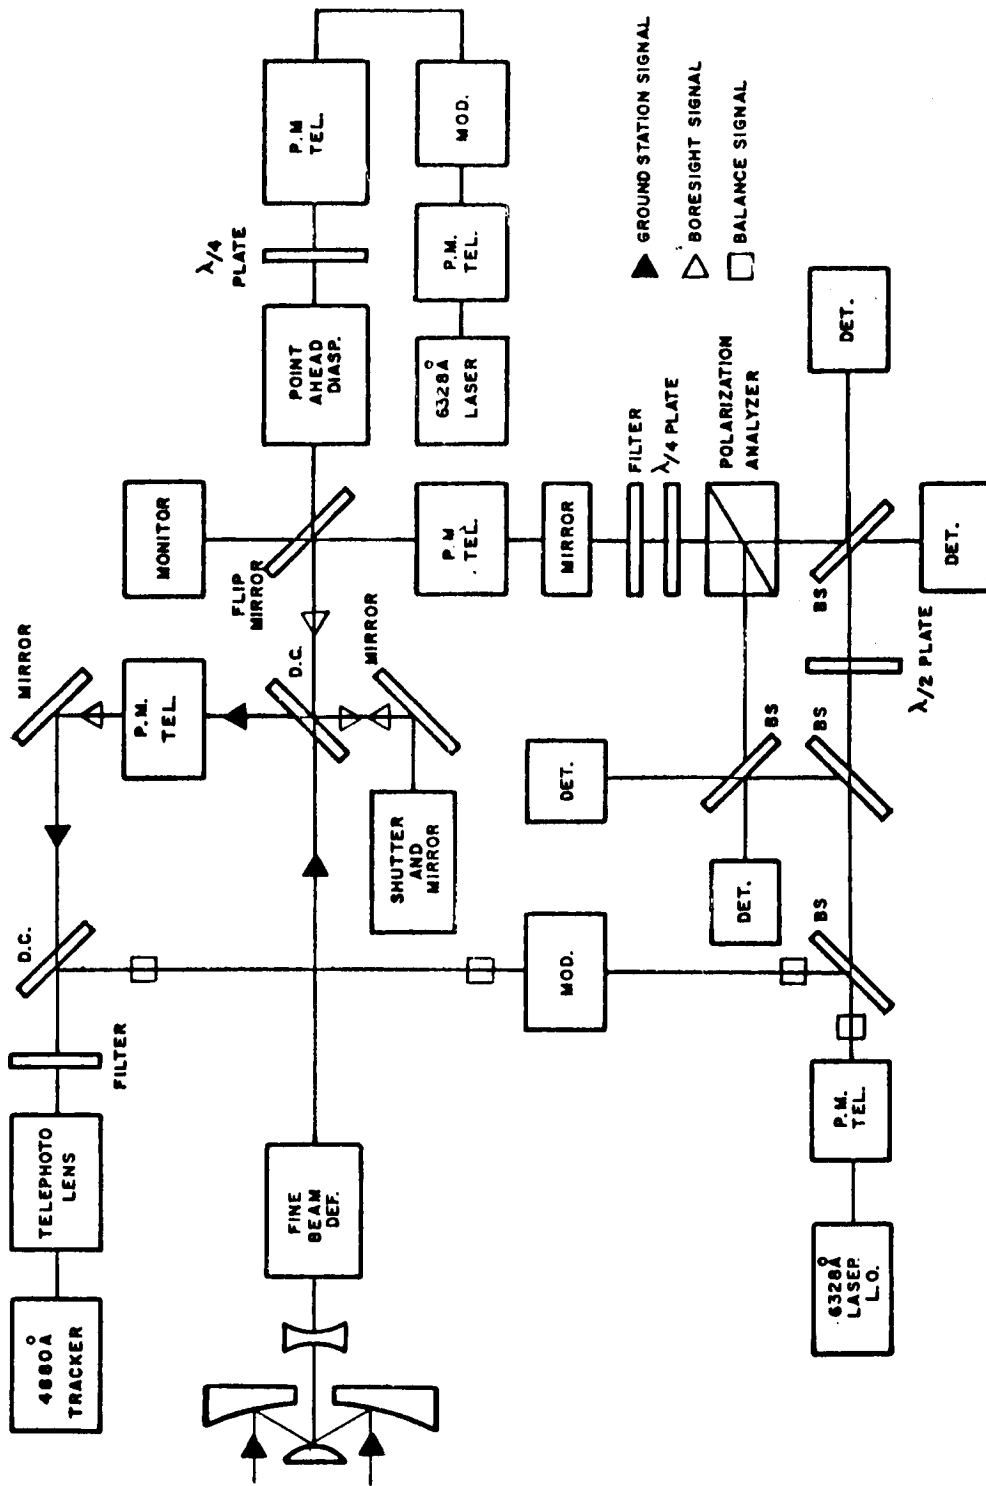 4880Å
TRACKER
TELEPHOTO
LENS
FILTER
D.C.
MIRROR
P.M.
TEL.
FINE
BEAM
DEF.
SHUTTER
AND
MIRROR
D.C.
MIRROR
FLIP
MIRROR
MONITOR
POINT
AHEAD
DIASP.
λ/4
PLATE
P.M
TEL.
6328Å
LASER
P.M.
TEL.
MOD.
P.M
TEL.
MIRROR
FILTER
λ/4 PLATE
POLARIZATION
ANALYZER
GROUND STATION SIGNAL
BORESIGHT SIGNAL
BALANCE SIGNAL
MOD.
DET.
DET.
BS
6328Å
LASER
L.O.
P.M.
TEL.
BS
BS
λ/2 PLATE
BS
DET.
DET.